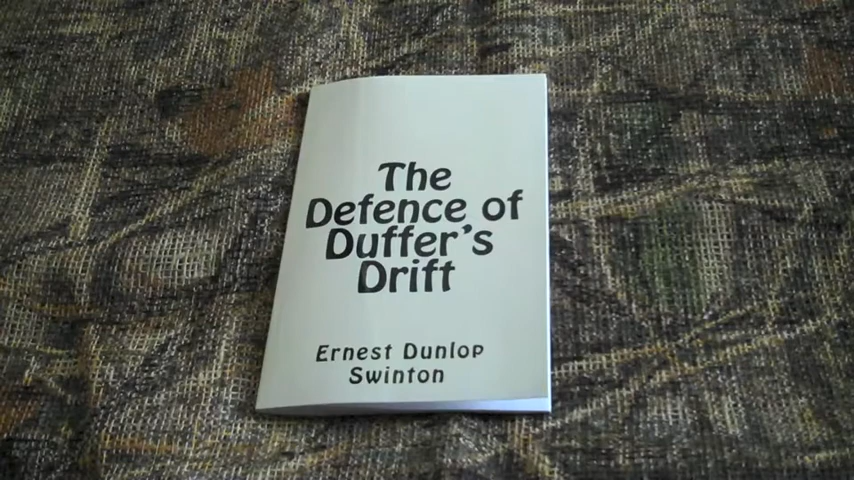 The
Defence of
Duffer's
Drift
Ernest Dunlop
Swinton